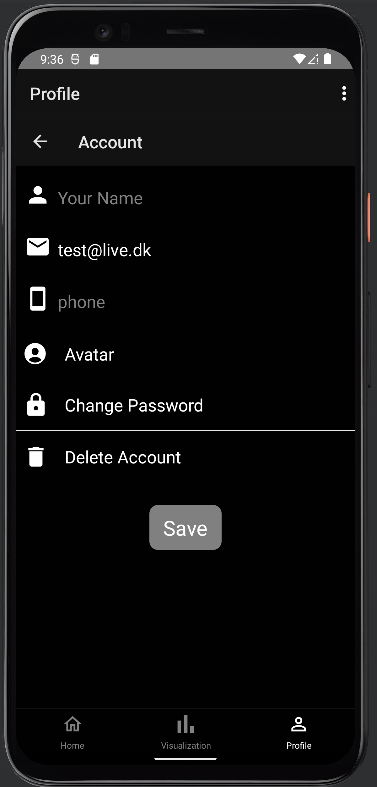 9:36
Profile
Account
Your Name
test@live.dk
phone
Avatar
Change Password
Delete Account
Save
Home Visualization Profile